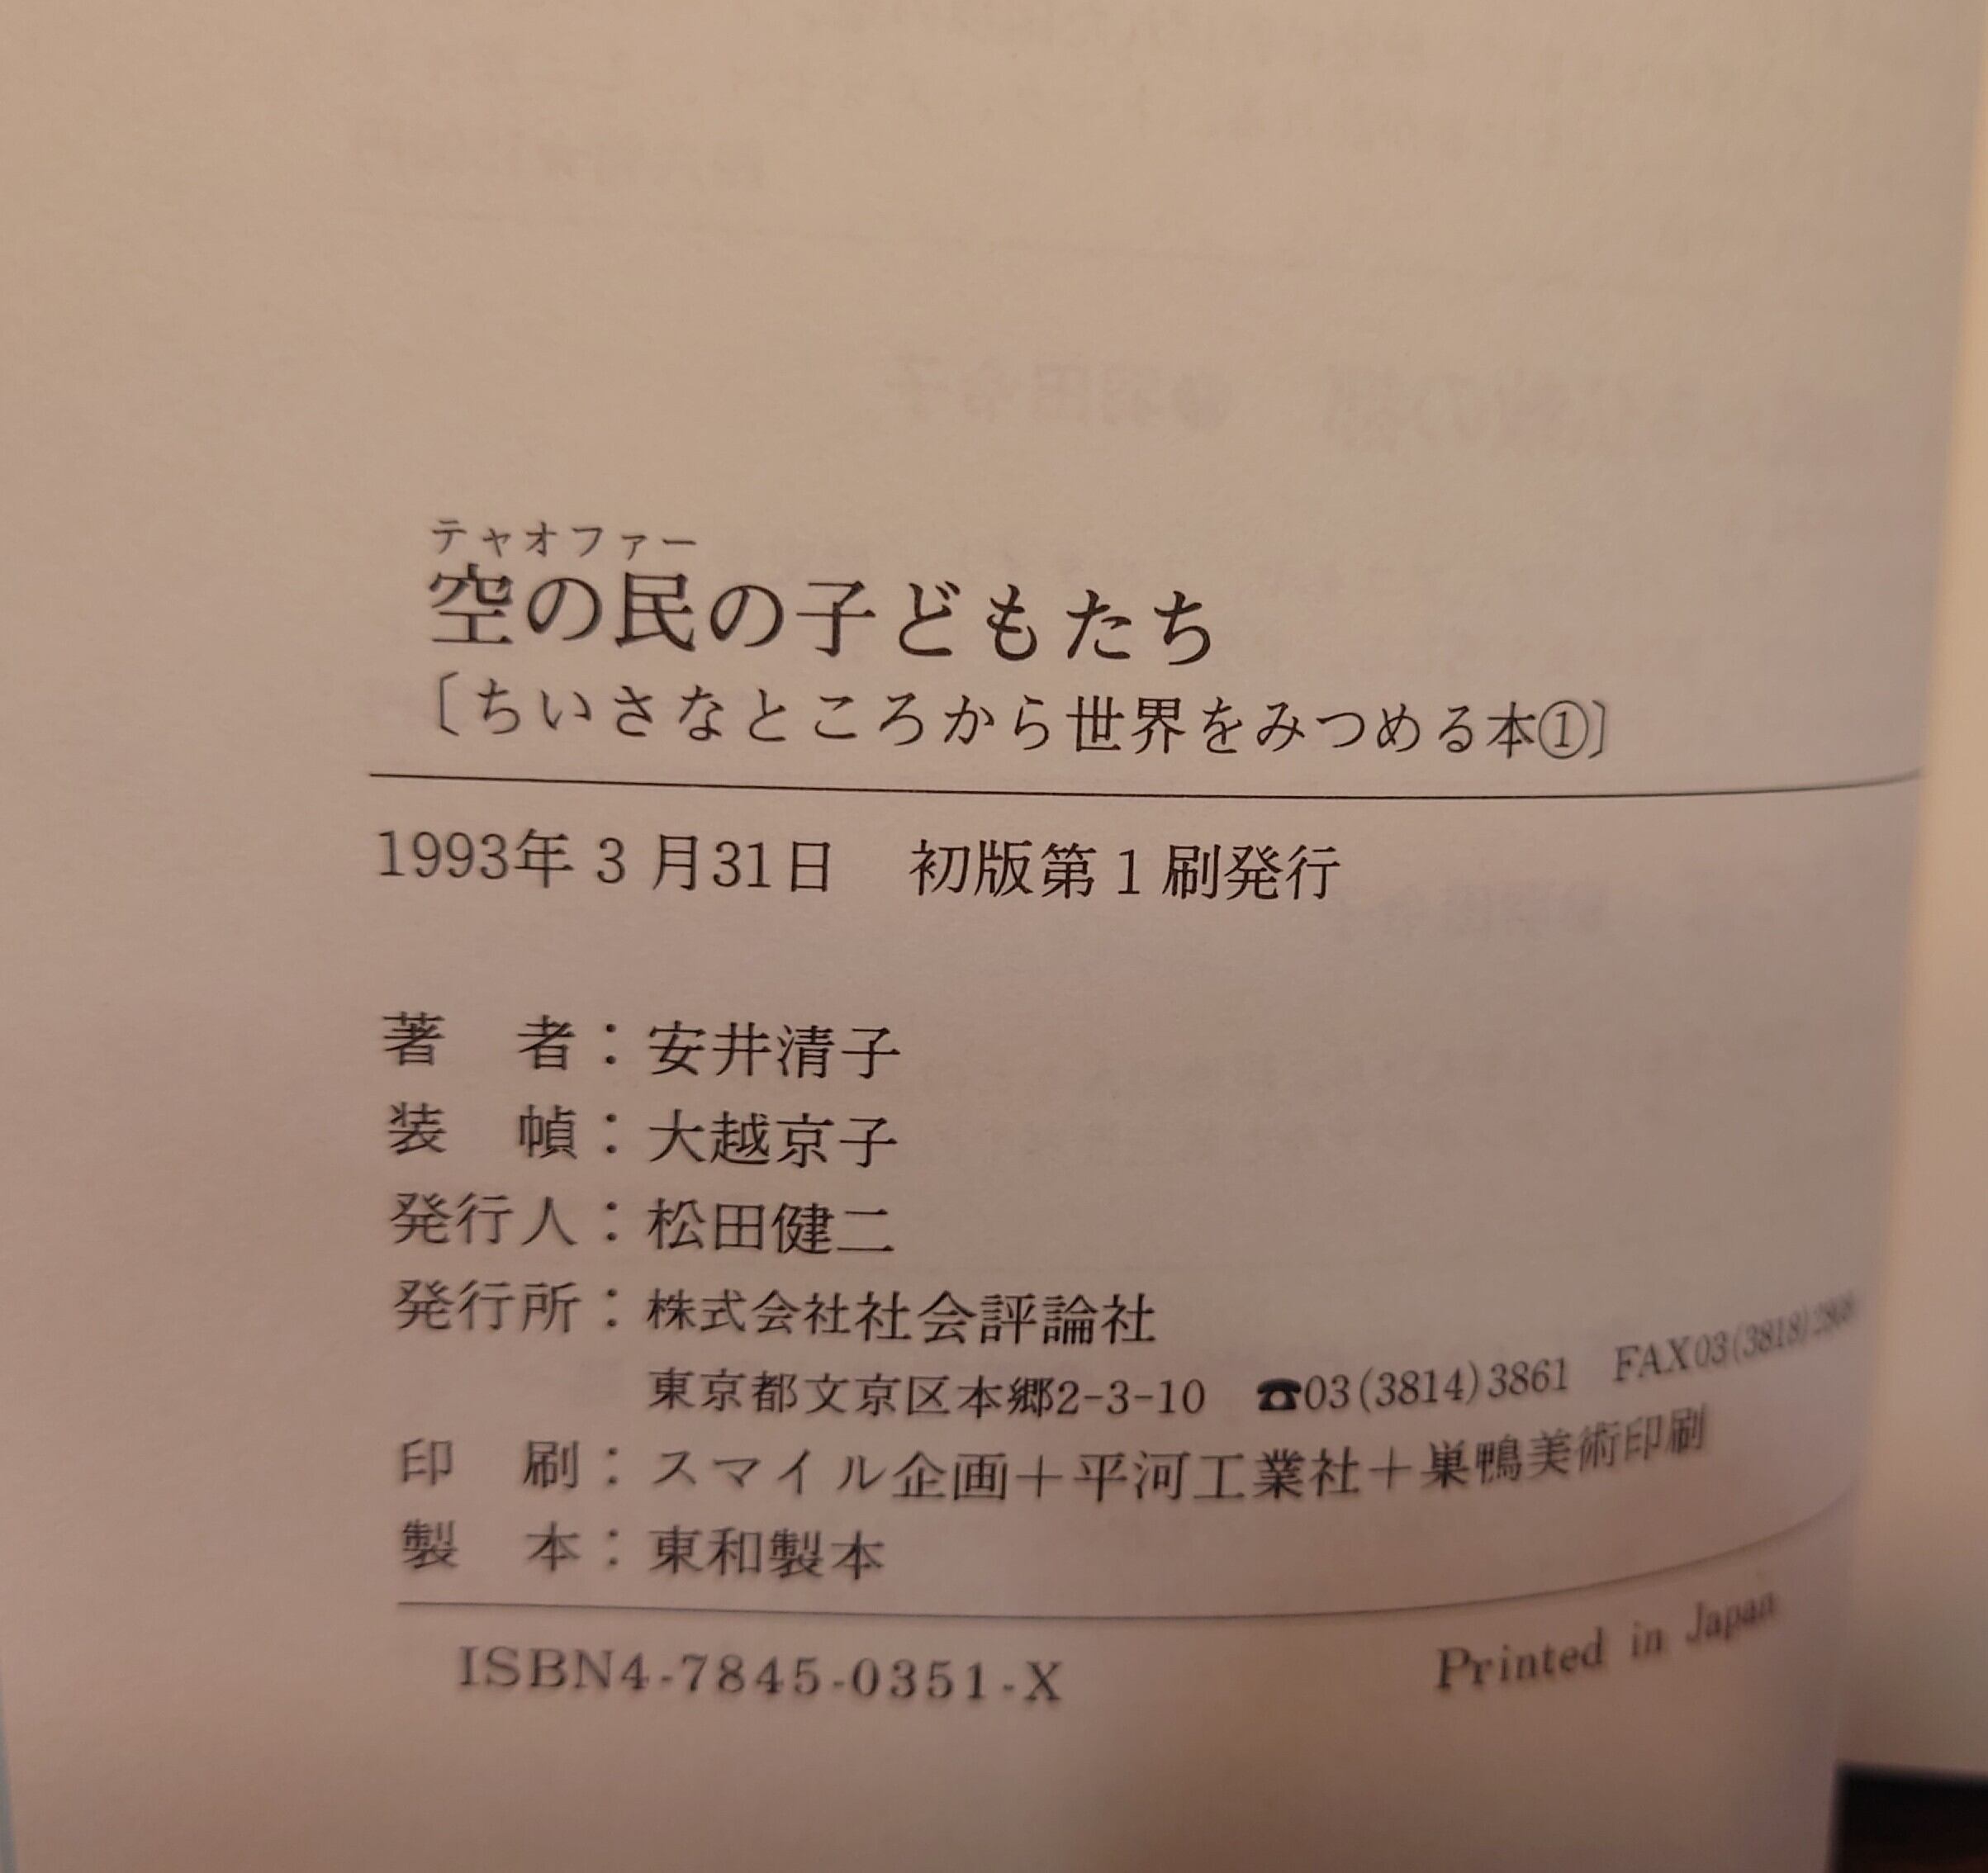 チャオファー
空の民の子どもたち
〔ちいさなところから世界をみつめる本①〕
1993年3月31日　初版第1刷発行
著　者：安井清子
装　幀：大越京子
発行人：松田健二
発行所：株式会社社会評論社
東京都文京区本郷2-3-10　☎03(3814)3861　FAX03(3818)
印　刷：スマイル企画＋平河工業社＋巣鴨美術印刷
製　本：東和製本
ISBN4-7845-0351-X　Printed in Japan